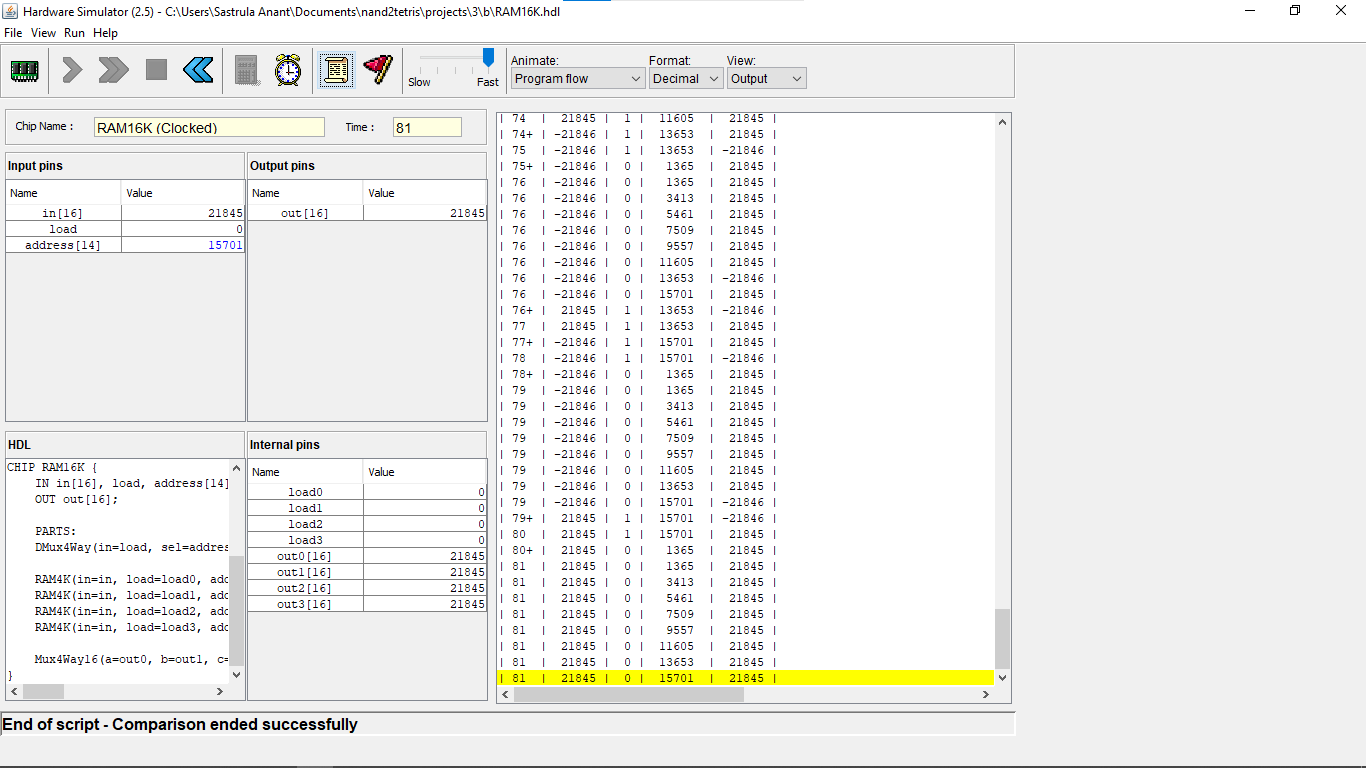 Hardware Simulator (2.5) - C:\Users\Sastrula Anant\Documents\nand2tetris\projects\3\b\RAM16K.hdl
File View Run Help
Slow Fast
Animate: Format: View:
Program flow Decimal Output
Chip Name : RAM16K (Clocked) Time : 81
Input pins
Name Value
in[16] 21845
load 0
address[14] 15701
Output pins
Name Value
out[16] 21845
HDL
CHIP RAM16K {
IN in[16], load, address[14]
OUT out[16];
PARTS:
DMux4Way(in=load, sel=addres
RAM4K(in=in, load=load0, add
RAM4K(in=in, load=load1, add
RAM4K(in=in, load=load2, add
RAM4K(in=in, load=load3, add
Mux4Way16(a=out0, b=out1, c=
}
Internal pins
Name Value
load0 0
load1 0
load2 0
load3 0
out0[16] 21845
out1[16] 21845
out2[16] 21845
out3[16] 21845
| 74 | 21845 | 1 | 11605 | 21845 |
| 74+ | -21846 | 1 | 13653 | 21845 |
| 75 | -21846 | 1 | 13653 | -21846 |
| 75+ | -21846 | 0 | 1365 | 21845 |
| 76 | -21846 | 0 | 1365 | 21845 |
| 76 | -21846 | 0 | 3413 | 21845 |
| 76 | -21846 | 0 | 5461 | 21845 |
| 76 | -21846 | 0 | 7509 | 21845 |
| 76 | -21846 | 0 | 9557 | 21845 |
| 76 | -21846 | 0 | 11605 | 21845 |
| 76 | -21846 | 0 | 13653 | -21846 |
| 76 | -21846 | 0 | 15701 | 21845 |
| 76+ | 21845 | 1 | 13653 | -21846 |
| 77 | 21845 | 1 | 13653 | 21845 |
| 77+ | -21846 | 1 | 15701 | 21845 |
| 78 | -21846 | 1 | 15701 | -21846 |
| 78+ | -21846 | 0 | 1365 | 21845 |
| 79 | -21846 | 0 | 1365 | 21845 |
| 79 | -21846 | 0 | 3413 | 21845 |
| 79 | -21846 | 0 | 5461 | 21845 |
| 79 | -21846 | 0 | 7509 | 21845 |
| 79 | -21846 | 0 | 9557 | 21845 |
| 79 | -21846 | 0 | 11605 | 21845 |
| 79 | -21846 | 0 | 13653 | 21845 |
| 79 | -21846 | 0 | 15701 | -21846 |
| 79+ | 21845 | 1 | 15701 | -21846 |
| 80 | 21845 | 1 | 15701 | 21845 |
| 80+ | 21845 | 0 | 1365 | 21845 |
| 81 | 21845 | 0 | 1365 | 21845 |
| 81 | 21845 | 0 | 3413 | 21845 |
| 81 | 21845 | 0 | 5461 | 21845 |
| 81 | 21845 | 0 | 7509 | 21845 |
| 81 | 21845 | 0 | 9557 | 21845 |
| 81 | 21845 | 0 | 11605 | 21845 |
| 81 | 21845 | 0 | 13653 | 21845 |
| 81 | 21845 | 0 | 15701 | 21845 |
End of script - Comparison ended successfully